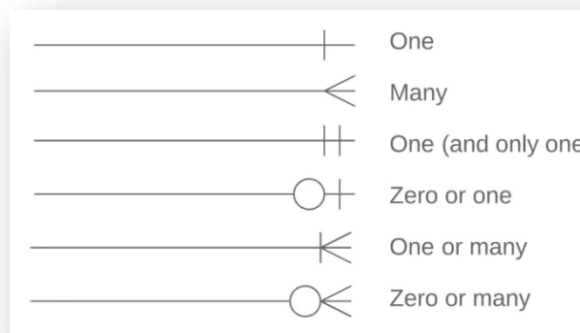 One
Many
One (and only one
Zero or one
One or many
Zero or many